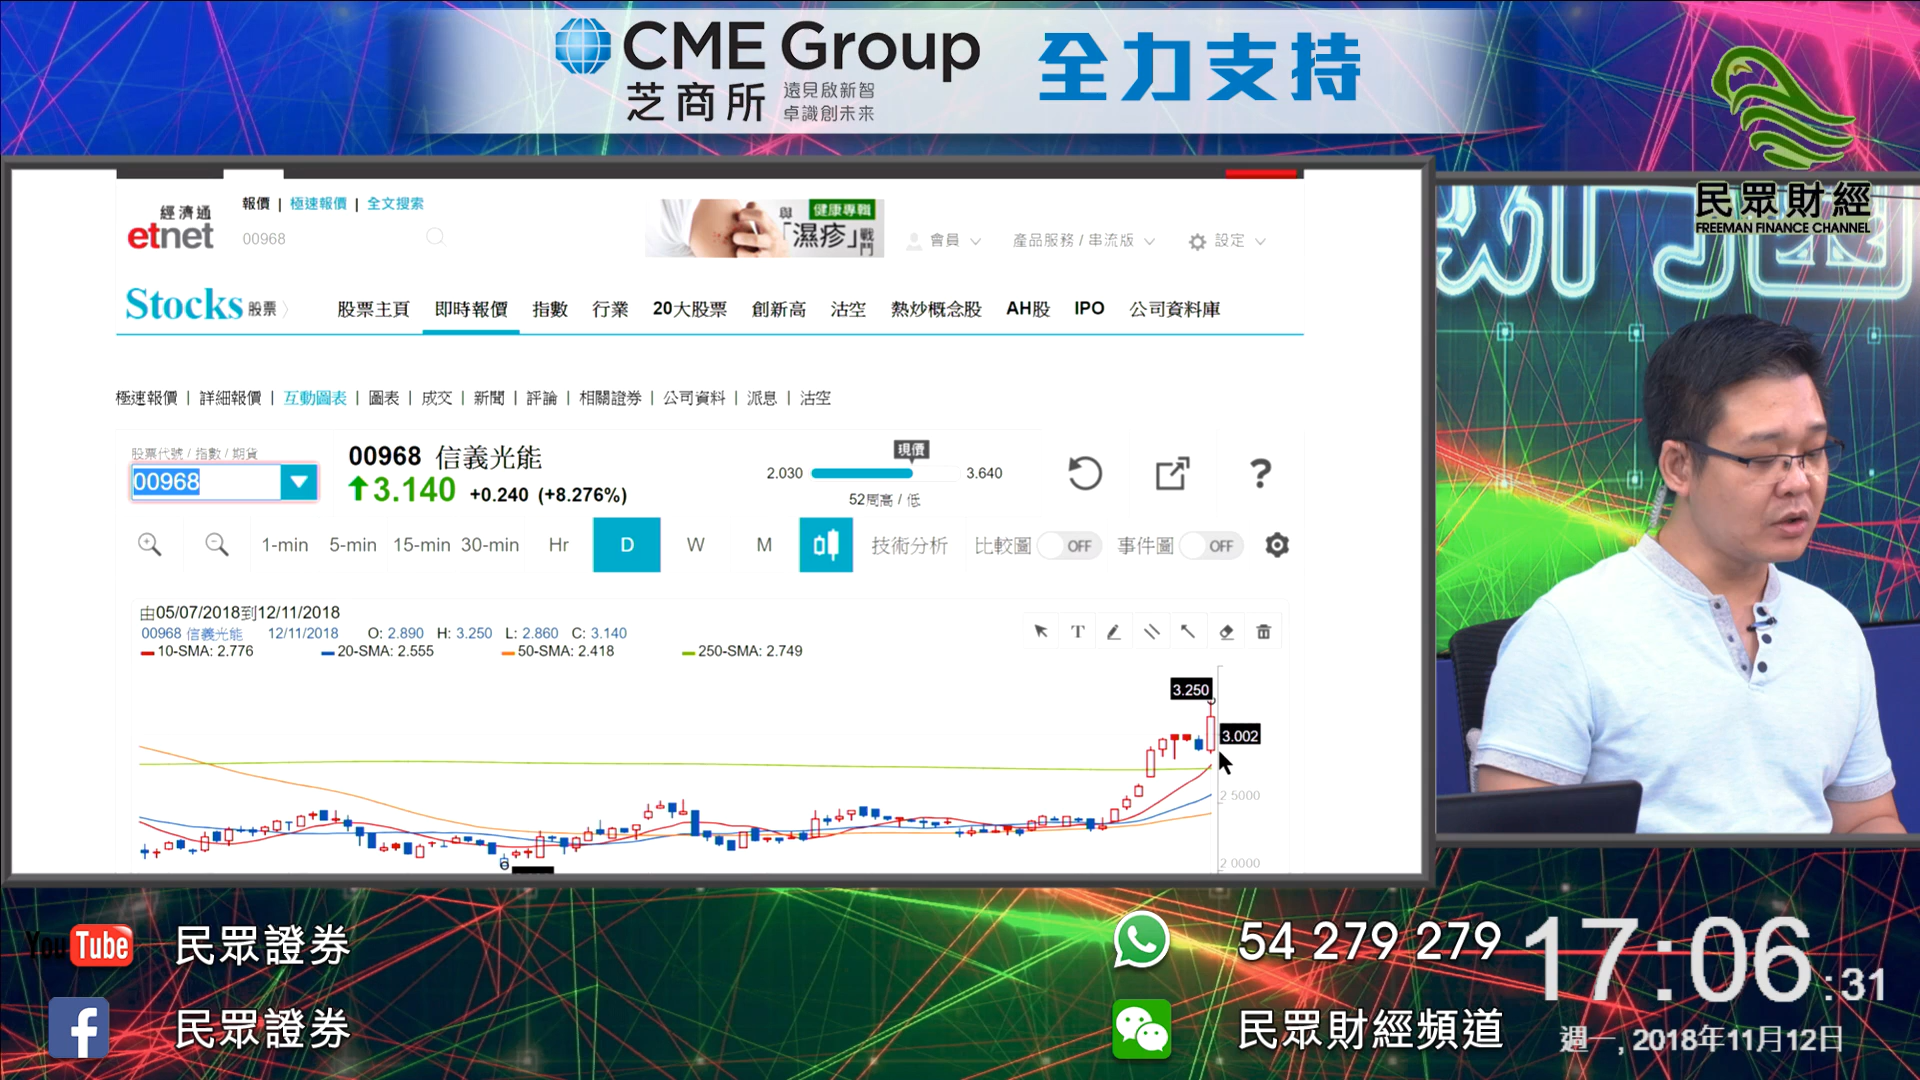 CME Group
芝商所
遠見啟新智
卓識創未来
全力支持
民眾財經
FREEMAN FINANCE CHANNEL
經濟通
etnet
報價 | 極速報價 | 全文搜索
00968
健康專輯
與「濕疹」戰鬥
會員
產品服務 / 串流版
設定
Stocks 股票
股票主頁 即時報價 指數 行業 20大股票 創新高 沽空 熱炒概念股 AH股 IPO 公司資料庫
極速報價 | 詳細報價 | 互動圖表 | 圖表 | 成交 | 新聞 | 評論 | 相關證券 | 公司資料 | 派息 | 沽空
股票代號 / 指數 / 期貨
00968
00968 信義光能
3.140 +0.240 (+8.276%)
現價
2.030 3.640
52周高 / 低
?
1-min 5-min 15-min 30-min Hr D W M 技術分析 比較圖 OFF 事件圖 OFF
由05/07/2018到12/11/2018
00968 信義光能 12/11/2018 O: 2.890 H: 3.250 L: 2.860 C: 3.140
10-SMA: 2.776 20-SMA: 2.555 50-SMA: 2.418 250-SMA: 2.749
T
3.250
3.002
2.5000
2.0000
YouTube 民眾證券
f 民眾證券
54 279 279
民眾財經頻道
17:06:31
週一, 2018年11月12日